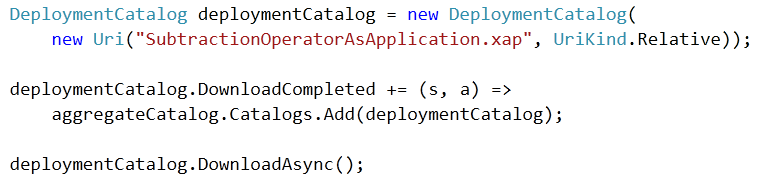 DeploymentCatalog deploymentCatalog = new DeploymentCatalog(
    new Uri("SubtractionOperatorAsApplication.xap", UriKind.Relative));

deploymentCatalog.DownloadCompleted += (s, a) =>
    aggregateCatalog.Catalogs.Add(deploymentCatalog);

deploymentCatalog.DownloadAsync();